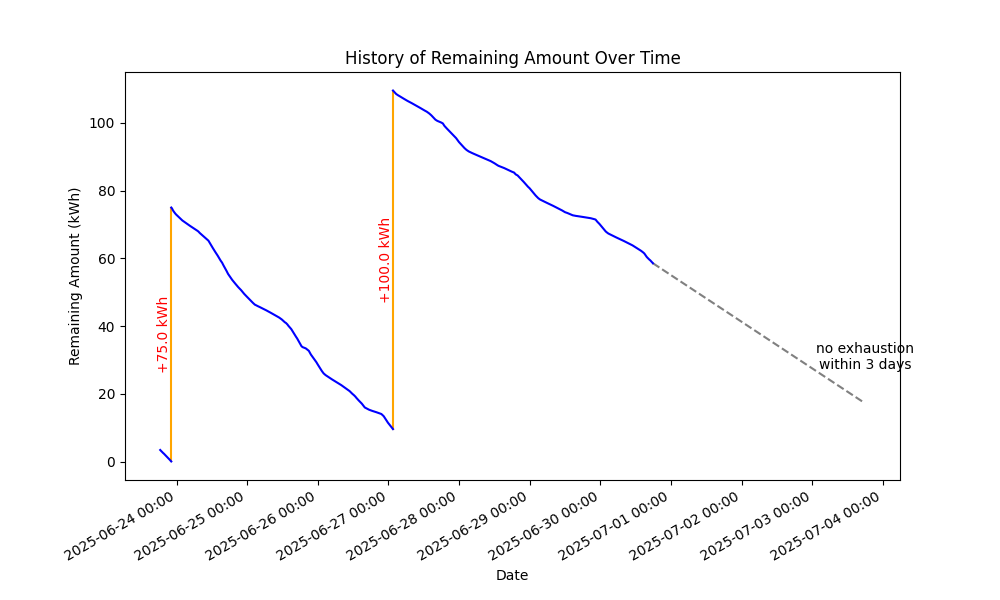 History of Remaining Amount Over Time
Remaining Amount (kWh)
100
80
60
40
20
0
+75.0 kWh
+100.0 kWh
no exhaustion
within 3 days
2025-06-24 00:00
2025-06-25 00:00
2025-06-26 00:00
2025-06-27 00:00
2025-06-28 00:00
2025-06-29 00:00
2025-06-30 00:00
2025-07-01 00:00
2025-07-02 00:00
2025-07-03 00:00
2025-07-04 00:00
Date